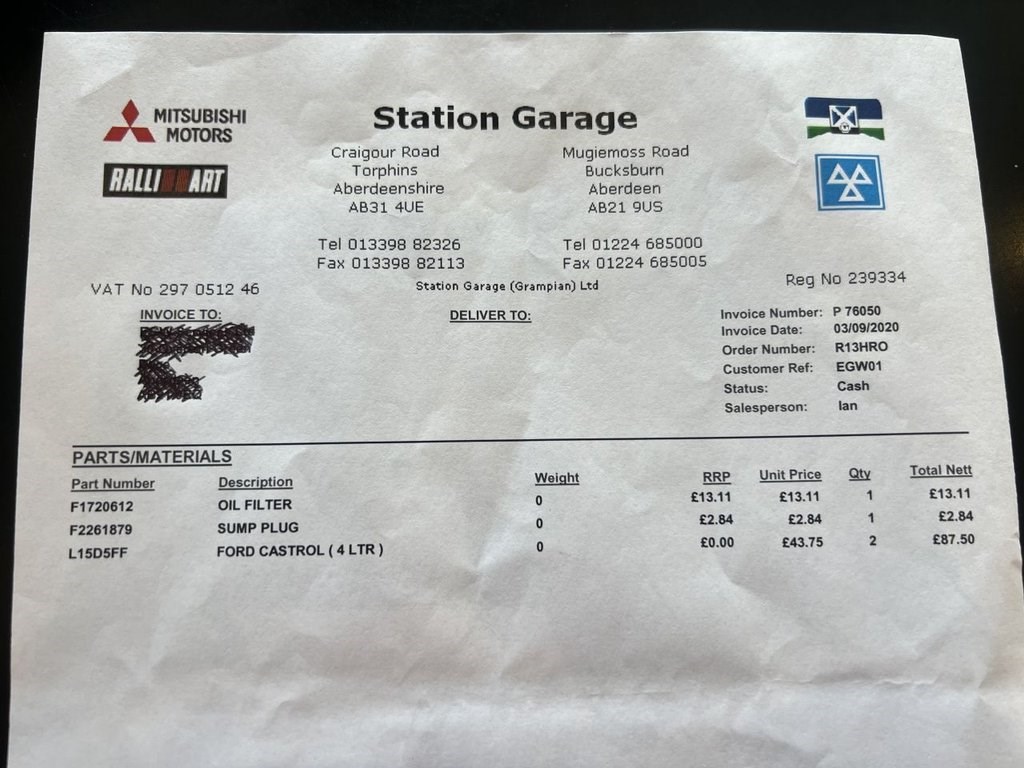 MITSUBISHI
MOTORS
RALLI ART
Station Garage
Craigour Road
Torphins
Aberdeenshire
AB31 4UE
Tel 013398 82326
Fax 013398 82113
Mugiemoss Road
Bucksburn
Aberdeen
AB21 9US
Tel 01224 685000
Fax 01224 685005
Station Garage (Grampian) Ltd
VAT No 297 0512 46
Reg No 239334
INVOICE TO:
DELIVER TO:
Invoice Number: P 76050
Invoice Date: 03/09/2020
Order Number: R13HRO
Customer Ref: EGW01
Status: Cash
Salesperson: Ian
PARTS/MATERIALS
Part Number Description Weight RRP Unit Price Qty Total Nett
F1720612 OIL FILTER 0 £13.11 £13.11 1 £13.11
F2261879 SUMP PLUG 0 £2.84 £2.84 1 £2.84
L15D5FF FORD CASTROL ( 4 LTR ) 0 £0.00 £43.75 2 £87.50